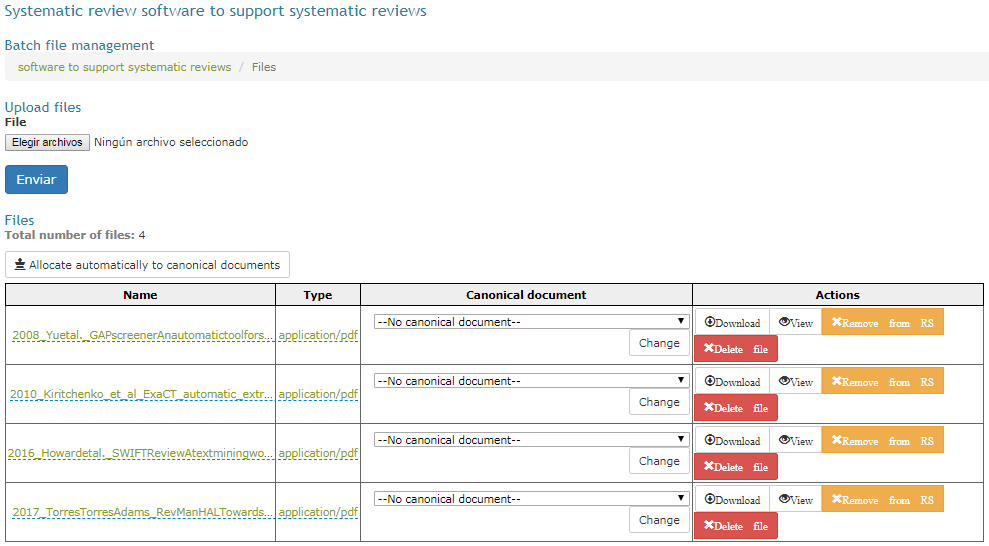 Systematic review software to support systematic reviews
Batch file management
software to support systematic reviews / Files
Upload files
File
Elegir archivos Ningún archivo seleccionado
Enviar
Files
Total number of files: 4
Allocate automatically to canonical documents
Name Type Canonical document Actions
2008_Yuetal._GAPscreenerAnautomatictoolfors... application/pdf --No canonical document-- Change Download View Remove from RS Delete file
2010_Kiritchenko_et_al_ExaCT_automatic_extr... application/pdf --No canonical document-- Change Download View Remove from RS Delete file
2016_Howardetal._SWIFTReviewAtextminingwo... application/pdf --No canonical document-- Change Download View Remove from RS Delete file
2017_TorresTorresAdams_RevManHALTowards... application/pdf --No canonical document-- Change Download View Remove from RS Delete file